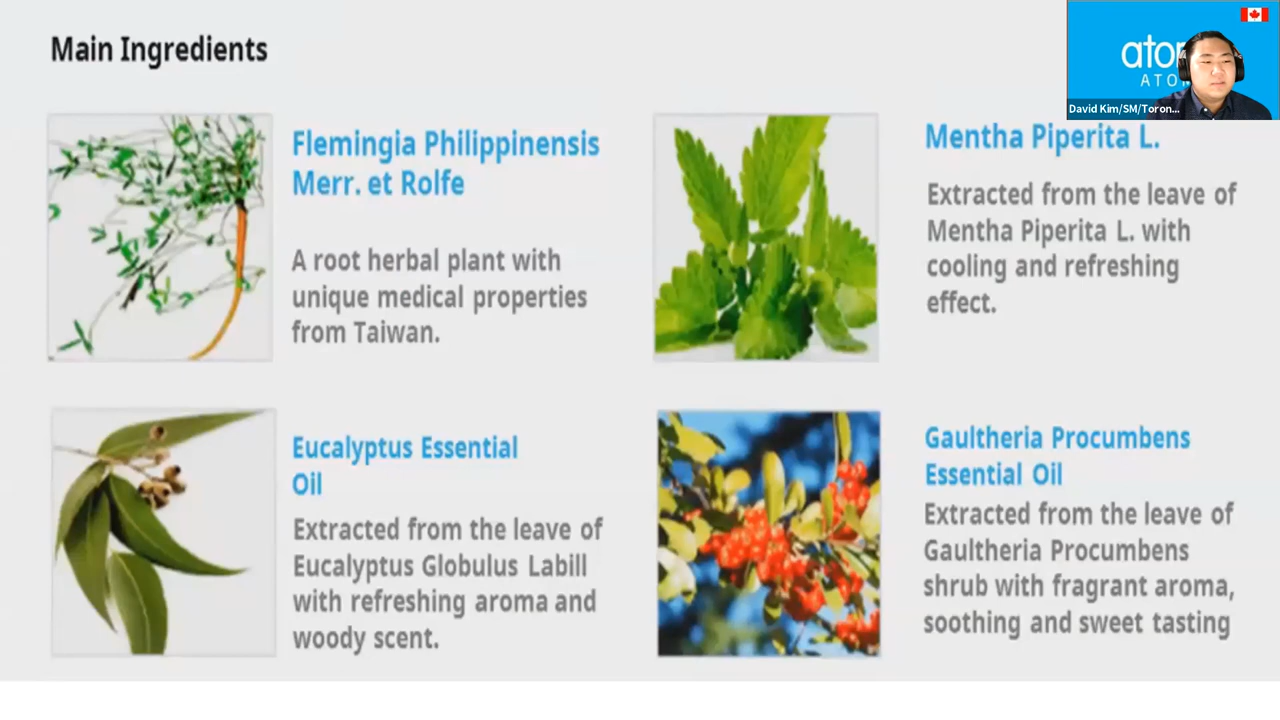 Main Ingredients
Flemingia Philippinensis
Merr. et Rolfe
A root herbal plant with
unique medical properties
from Taiwan.
Mentha Piperita L.
Extracted from the leave of
Mentha Piperita L. with
cooling and refreshing
effect.
Eucalyptus Essential
Oil
Extracted from the leave of
Eucalyptus Globulus Labill
with refreshing aroma and
woody scent.
Gaultheria Procumbens
Essential Oil
Extracted from the leave of
Gaultheria Procumbens
shrub with fragrant aroma,
soothing and sweet tasting
David Kim/SM/Toron...